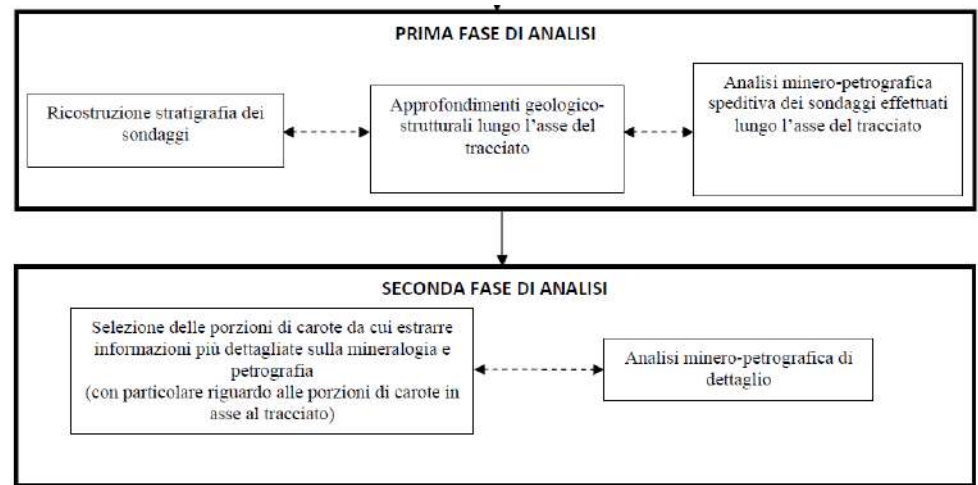 PRIMA FASE DI ANALISI
Ricostruzione stratigrafia dei
sondaggi
Approfondimenti geologico-
strutturali lungo l'asse del
tracciato
Analisi minero-petrografica
speditiva dei sondaggi effettuati
lungo l'asse del tracciato
SECONDA FASE DI ANALISI
Selezione delle porzioni di carote da cui estrarre
informazioni più dettagliate sulla mineralogia e
petrografia
(con particolare riguardo alle porzioni di carote in
asse al tracciato)
Analisi minero-petrografica di
dettaglio